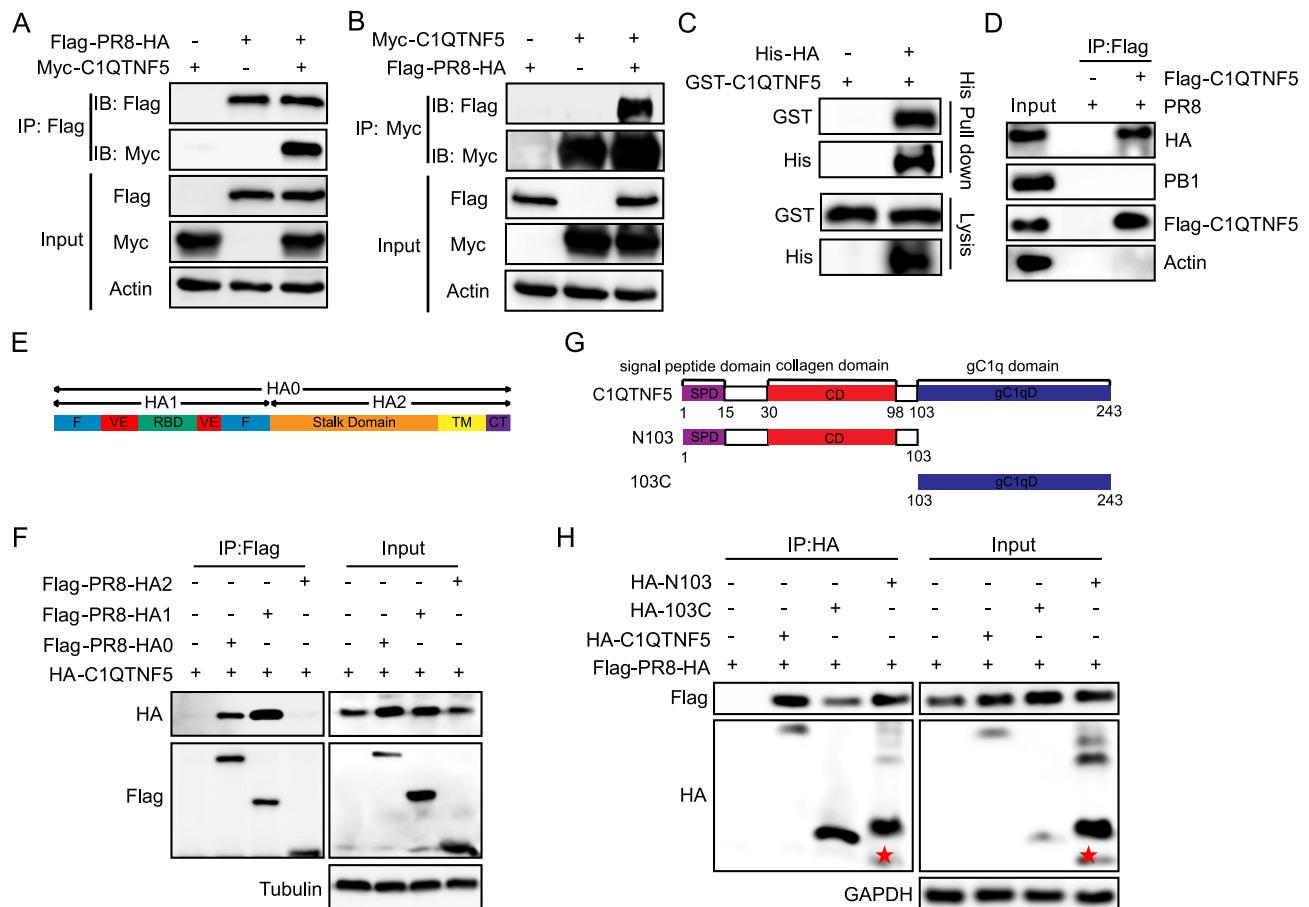 A
Flag-PR8-HA - + +
Myc-C1QTNF5 + - +
IP: Flag
IB: Flag
IB: Myc
Input
Flag
Myc
Actin
B
Myc-C1QTNF5 - + +
Flag-PR8-HA + - +
IP: Myc
IB: Flag
IB: Myc
Input
Flag
Myc
Actin
C
His-HA - +
GST-C1QTNF5 + +
GST
His
His Pull down
GST
His
Lysis
D
IP:Flag
- + Flag-C1QTNF5
Input + + PR8
HA
PB1
Flag-C1QTNF5
Actin
E
HA0
HA1 HA2
F VE RBD VE F Stalk Domain TM CT
G
signal peptide domain collagen domain gC1q domain
C1QTNF5 SPD CD gC1qD
1 15 30 98 103 243
N103 SPD CD
1 103
103C gC1qD
103 243
F
IP:Flag Input
Flag-PR8-HA2 - - - + - - - +
Flag-PR8-HA1 - - + - - - + -
Flag-PR8-HA0 - + - - - + - -
HA-C1QTNF5 + + + + + + + +
HA
Flag
Tubulin
H
IP:HA Input
HA-N103 - - - + - - - +
HA-103C - - + - - - + -
HA-C1QTNF5 - + - - - + - -
Flag-PR8-HA + + + + + + + +
Flag
HA
GAPDH